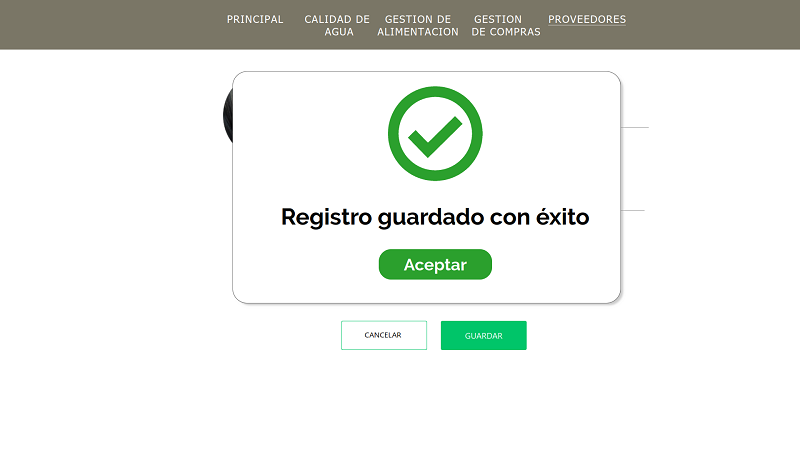 PRINCIPAL
CALIDAD DE
AGUA
GESTION DE
ALIMENTACION
GESTION
DE COMPRAS
PROVEEDORES
Registro guardado con éxito
Aceptar
CANCELAR
GUARDAR